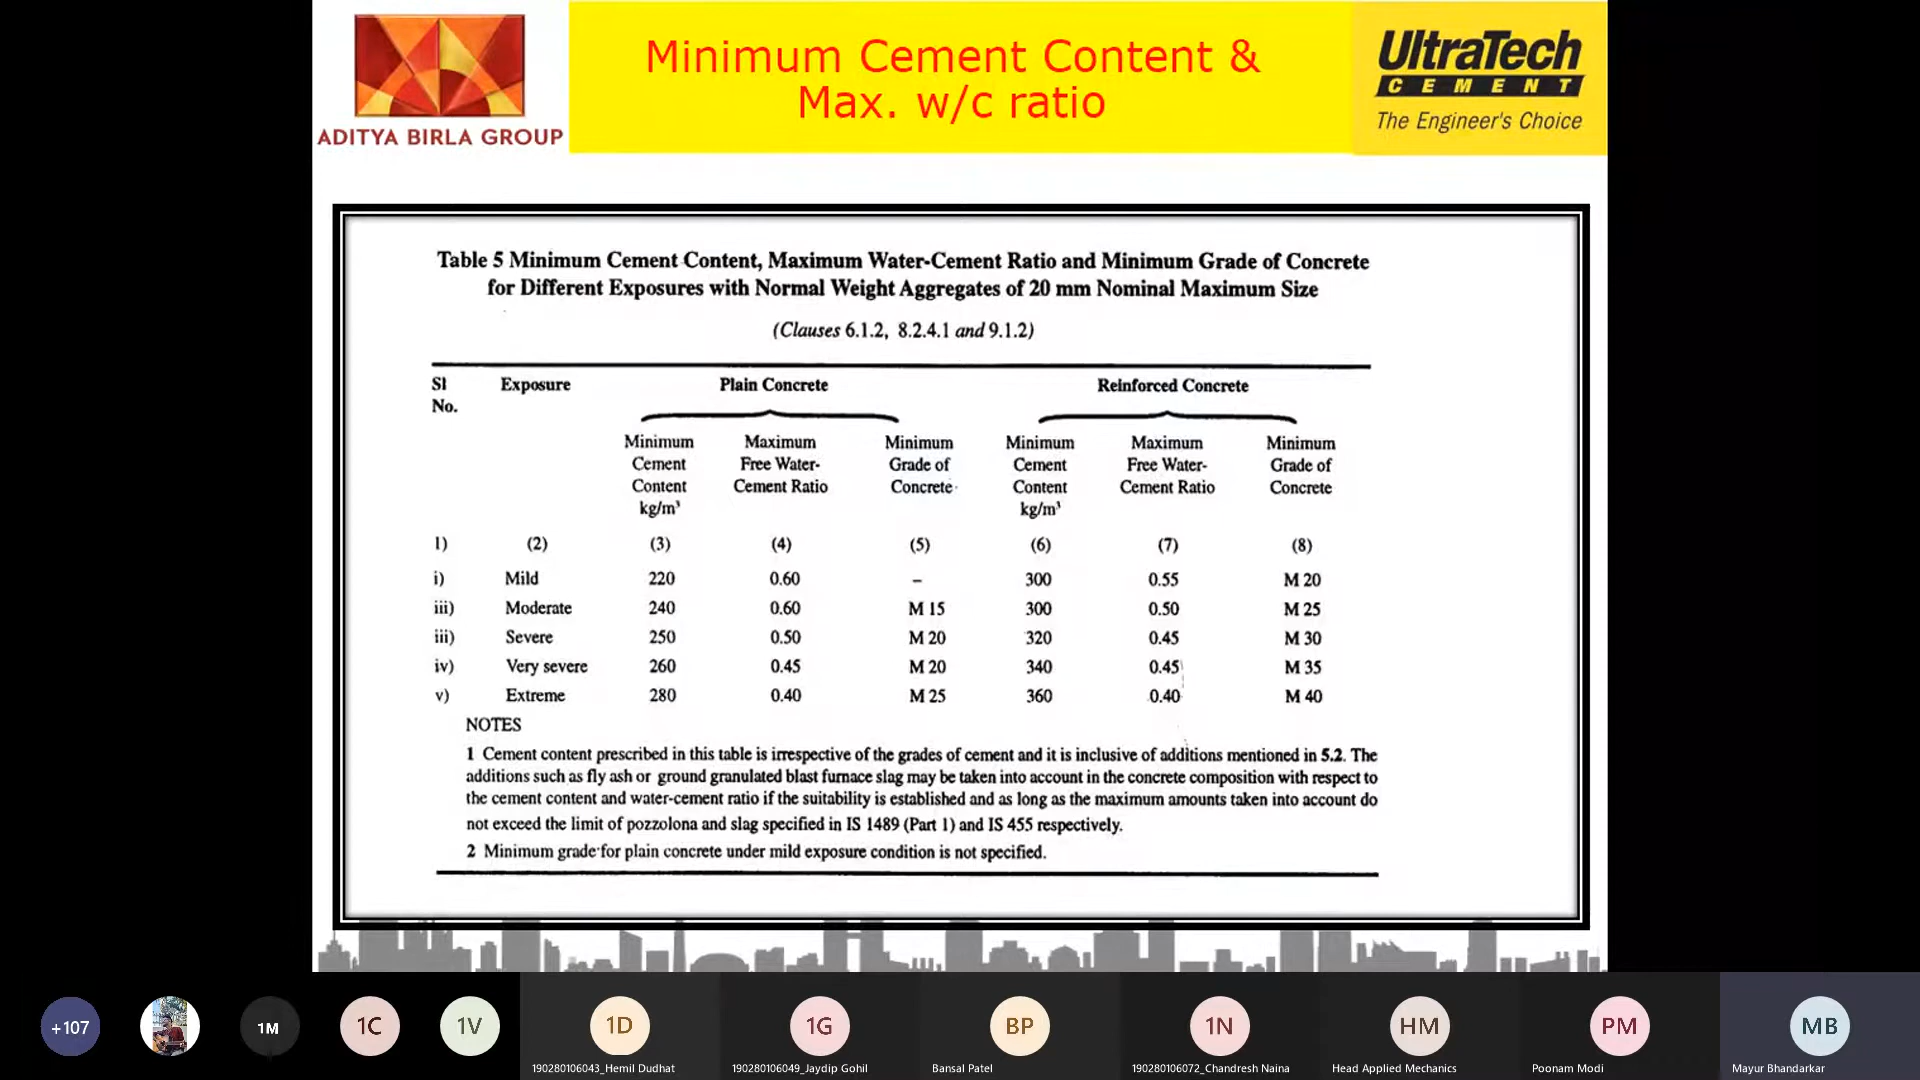 ADITYA BIRLA GROUP
Minimum Cement Content &
Max. w/c ratio
UltraTech
CEMENT
The Engineer's Choice
Table 5 Minimum Cement Content, Maximum Water-Cement Ratio and Minimum Grade of Concrete
for Different Exposures with Normal Weight Aggregates of 20 mm Nominal Maximum Size
(Clauses 6.1.2, 8.2.4.1 and 9.1.2)
Sl Exposure Plain Concrete Reinforced Concrete
No.
Minimum Maximum Minimum Minimum Maximum Minimum
Cement Free Water- Grade of Cement Free Water- Grade of
Content Cement Ratio Concrete Content Cement Ratio Concrete
kg/m³ kg/m³
1) (2) (3) (4) (5) (6) (7) (8)
i) Mild 220 0.60 – 300 0.55 M 20
iii) Moderate 240 0.60 M 15 300 0.50 M 25
iii) Severe 250 0.50 M 20 320 0.45 M 30
iv) Very severe 260 0.45 M 20 340 0.45 M 35
v) Extreme 280 0.40 M 25 360 0.40 M 40
NOTES
1 Cement content prescribed in this table is irrespective of the grades of cement and it is inclusive of additions mentioned in 5.2. The
additions such as fly ash or ground granulated blast furnace slag may be taken into account in the concrete composition with respect to
the cement content and water-cement ratio if the suitability is established and as long as the maximum amounts taken into account do
not exceed the limit of pozzolona and slag specified in IS 1489 (Part 1) and IS 455 respectively.
2 Minimum grade for plain concrete under mild exposure condition is not specified.
+107 1M 1C 1V 1D 1G BP 1N HM PM MB
190280106043_Hemil Dudhat 190280106049_Jaydip Gohil Bansal Patel 190280106072_Chandresh Naina Head Applied Mechanics Poonam Modi Mayur Bhandarkar